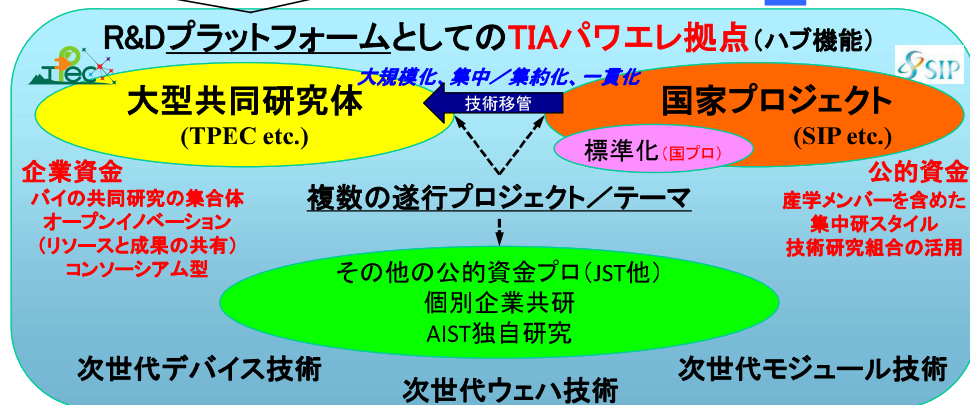 R&DプラットフォームとしてのTIAパワエレ拠点（ハブ機能）
TPEC
SIP
大規模化、集中／集約化、一貫化
大型共同研究体
(TPEC etc.)
技術移管
国家プロジェクト
(SIP etc.)
標準化（国プロ）
企業資金
バイの共同研究の集合体
オープンイノベーション
（リソースと成果の共有）
コンソーシアム型
公的資金
産学メンバーを含めた
集中研スタイル
技術研究組合の活用
複数の遂行プロジェクト／テーマ
その他の公的資金プロ（JST他）
個別企業共研
AIST独自研究
次世代デバイス技術
次世代ウェハ技術
次世代モジュール技術